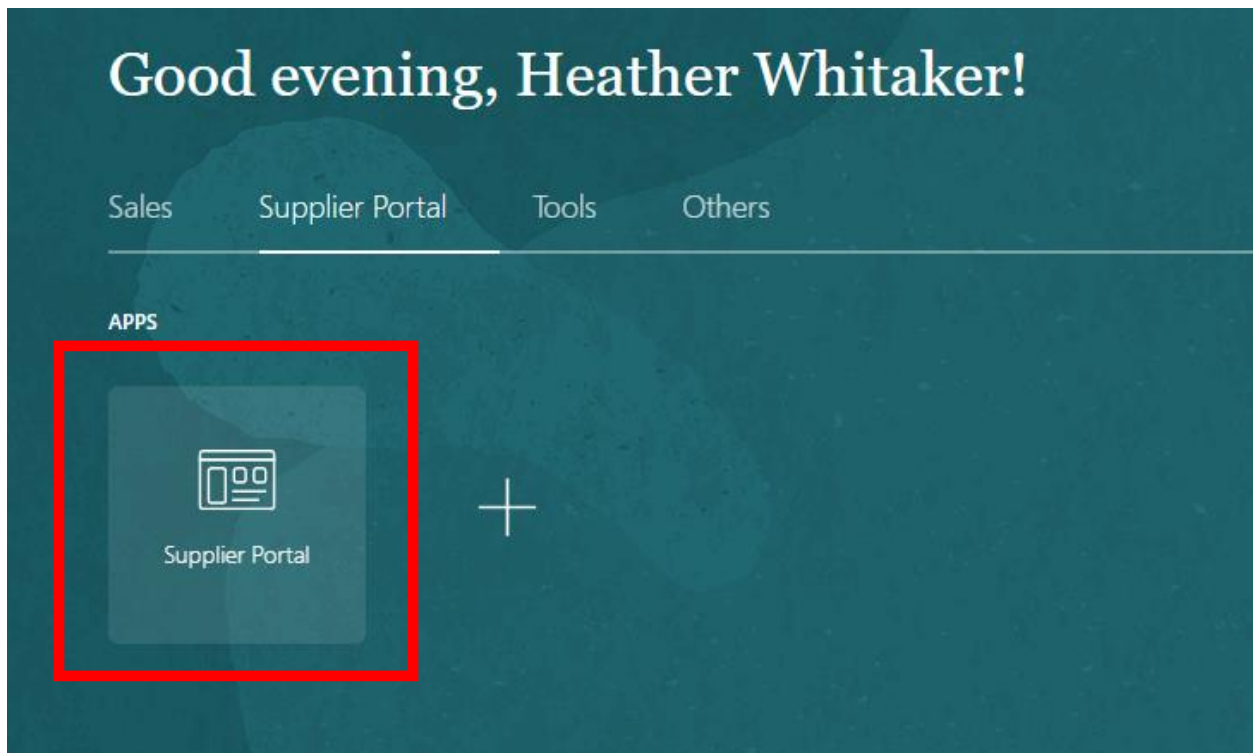 Good evening, Heather Whitaker!
Sales Supplier Portal Tools Others
APPS
Supplier Portal